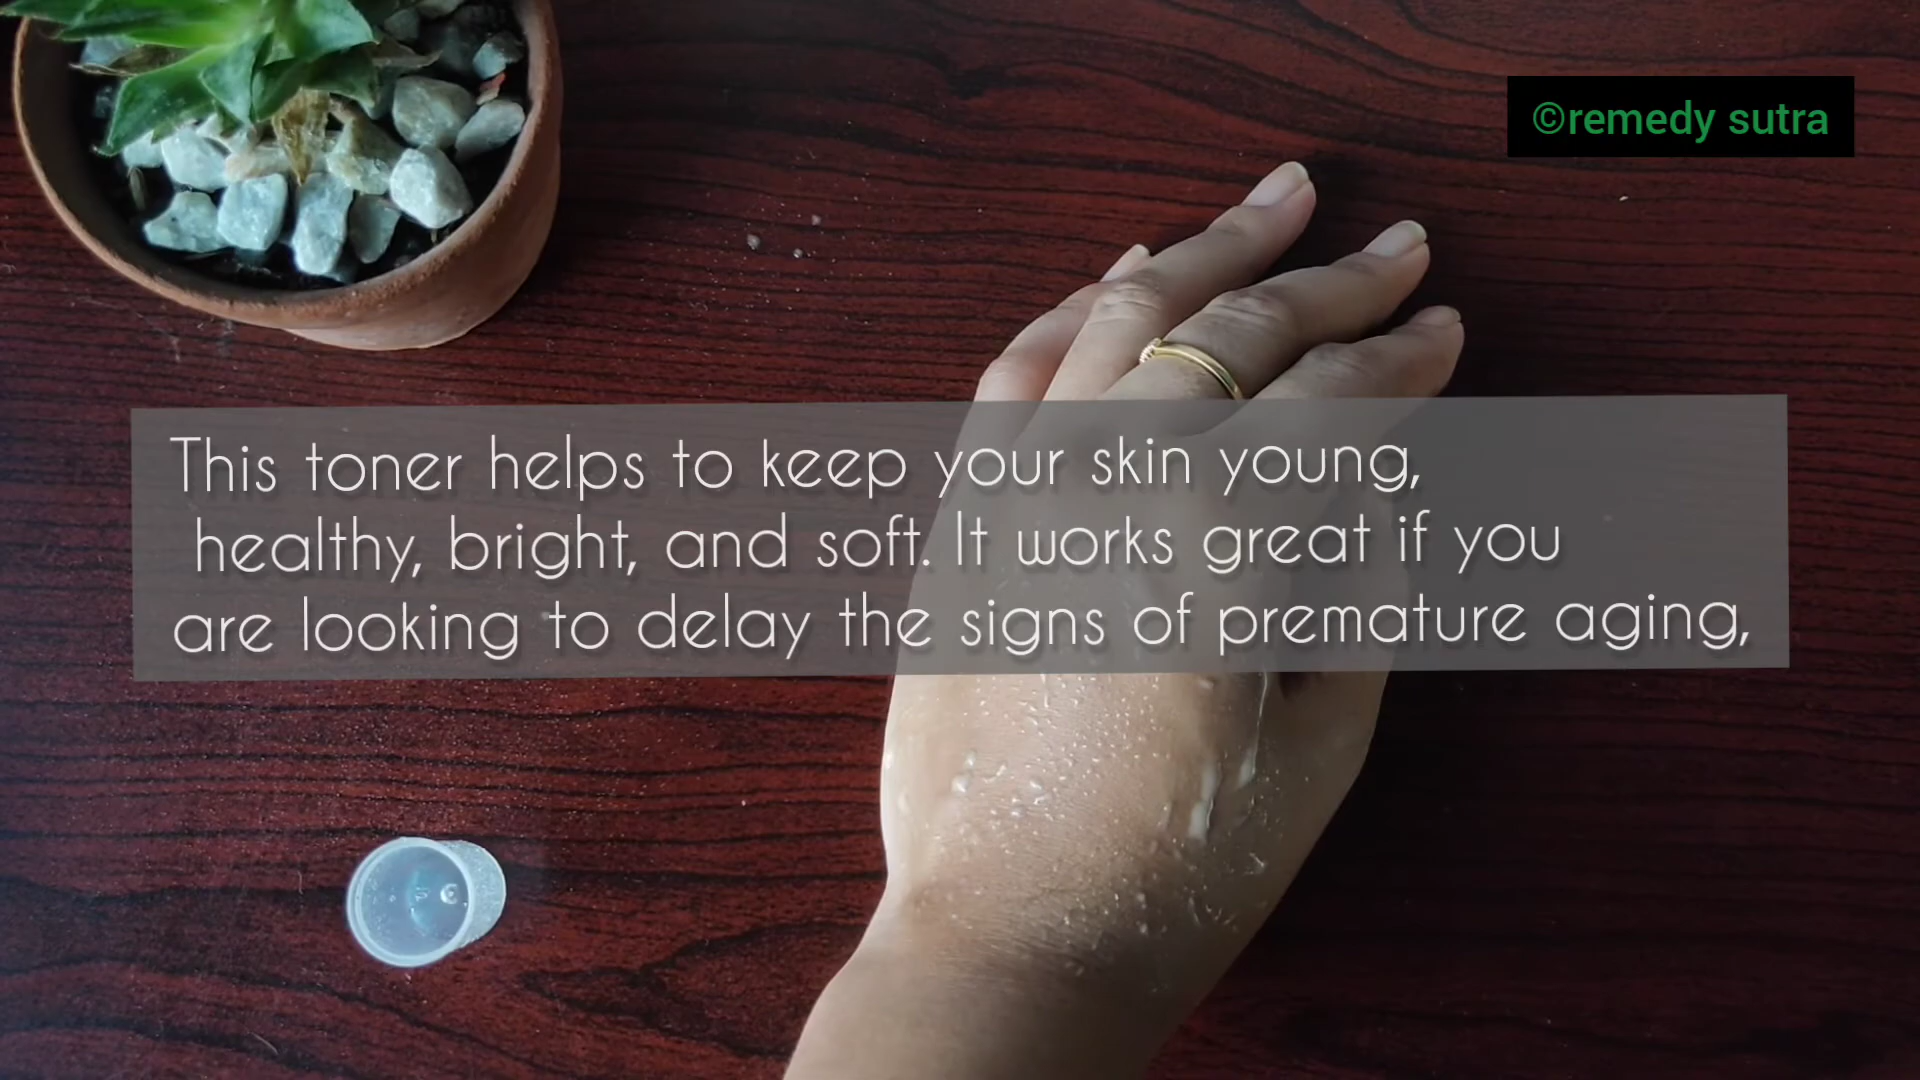 ©remedy sutra
This toner helps to keep your skin young,
healthy, bright, and soft. It works great if you
are looking to delay the signs of premature aging,